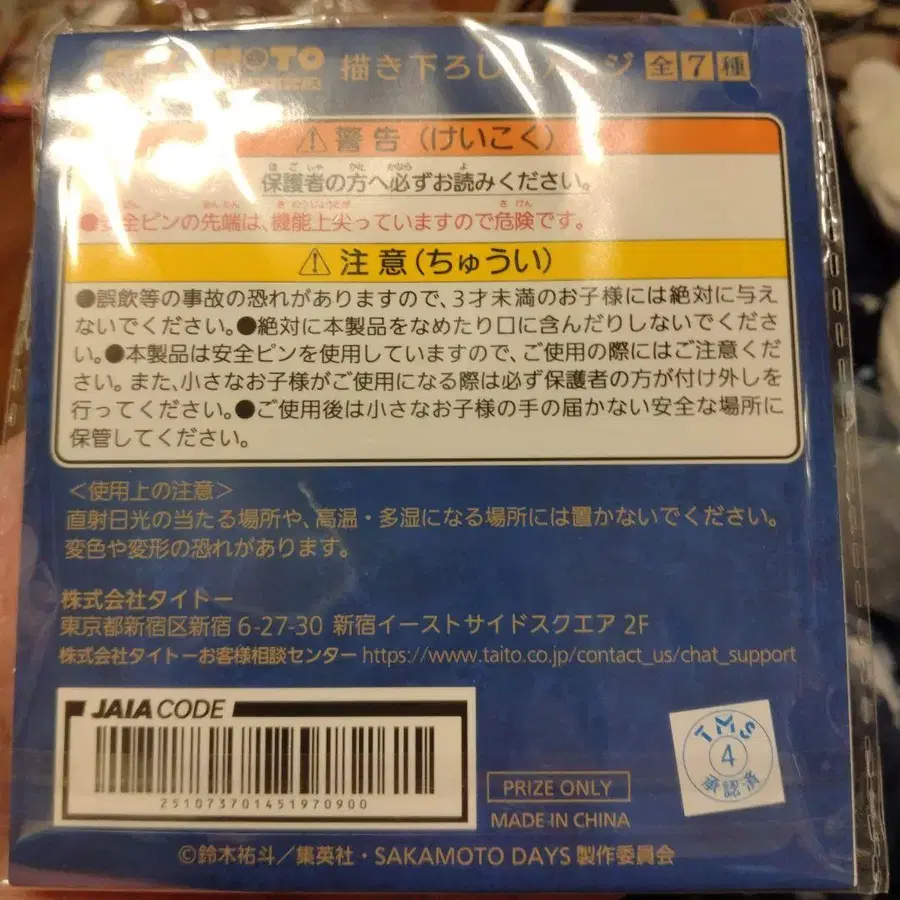 描き下ろし
全7種
警告（けいこく）
保護者の方へ必ずお読みください。
●安全ピンの先端は、機能上尖っていますので危険です。
注意（ちゅうい）
●誤飲等の事故の恐れがありますので、3才未満のお子様には絶対に与え
ないでください。●絶対に本製品をなめたり口に含んだりしないでくださ
い。●本製品は安全ピンを使用していますので、ご使用の際にはご注意くだ
さい。また、小さなお子様がご使用になる際は必ず保護者の方が付け外しを
行ってください。●ご使用後は小さなお子様の手の届かない安全な場所に
保管してください。
＜使用上の注意＞
直射日光の当たる場所や、高温・多湿になる場所には置かないでください。
変色や変形の恐れがあります。
株式会社タイトー
東京都新宿区新宿 6-27-30 新宿イーストサイドスクエア 2F
株式会社タイトーお客様相談センター https://www.taito.co.jp/contact_us/chat_support
JAIA CODE
251073701451970900
TMS
4
承認済
PRIZE ONLY
MADE IN CHINA
©鈴木祐斗／集英社・SAKAMOTO DAYS 製作委員会